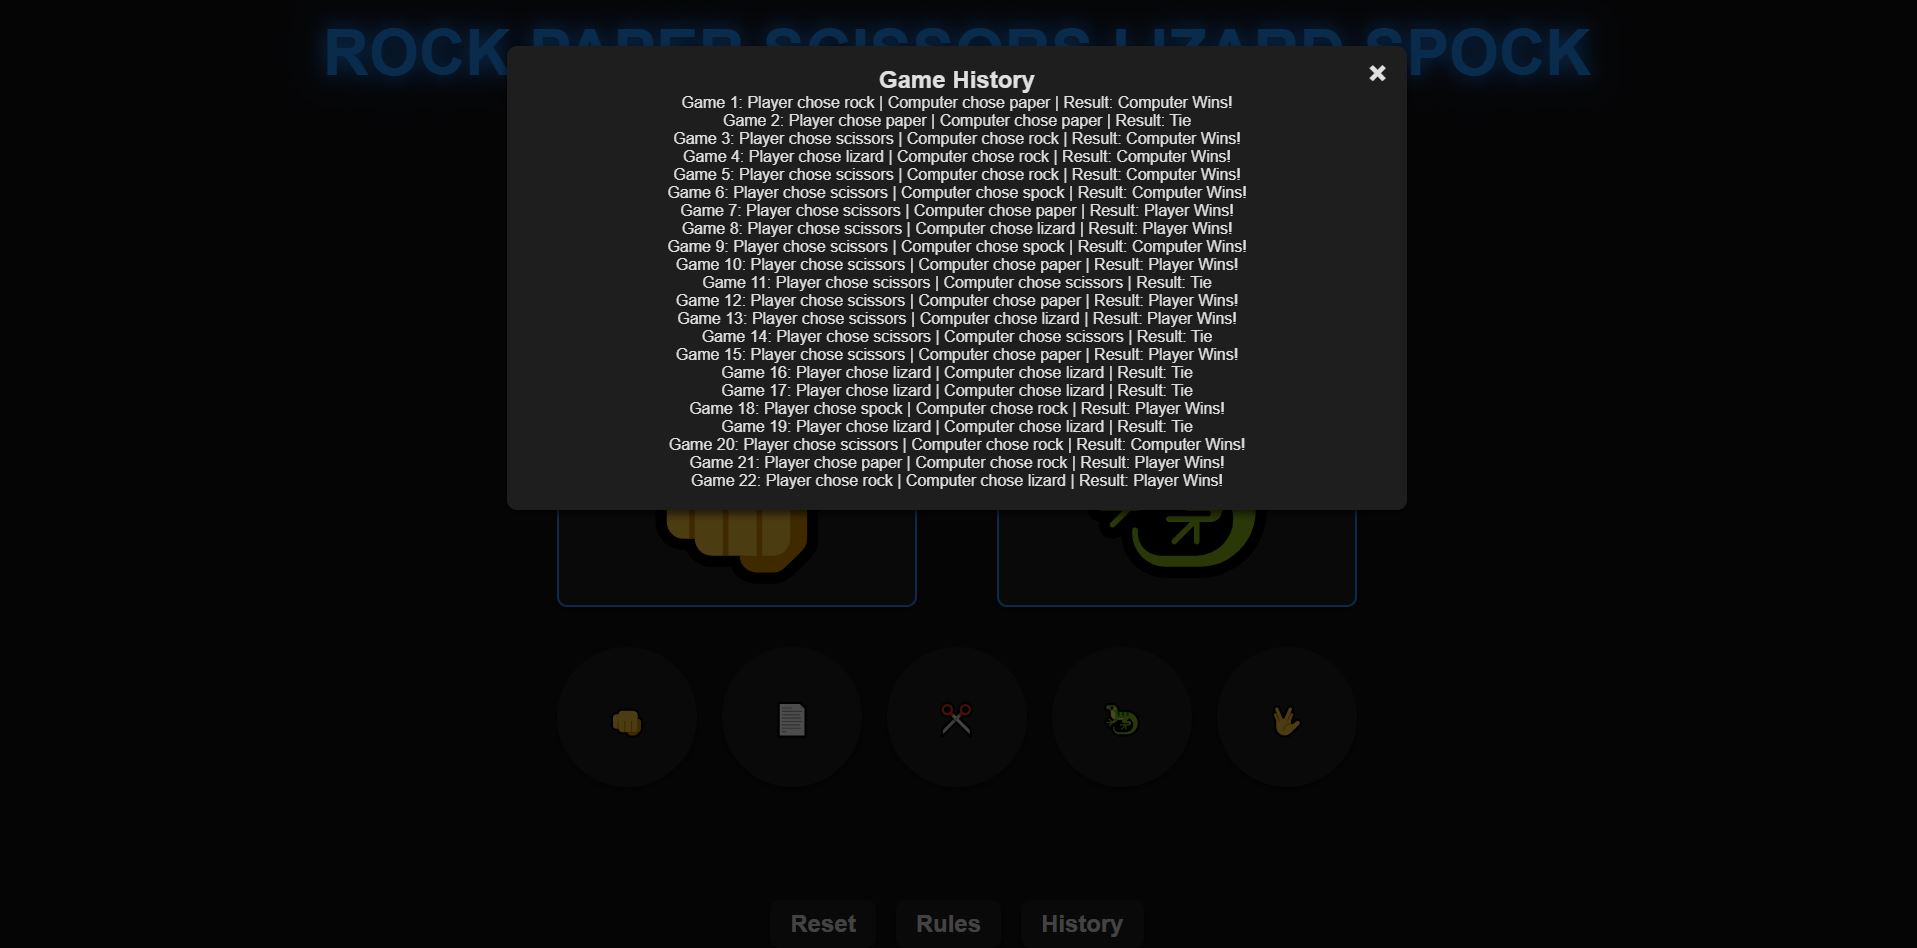 ROCK PAPER SCISSORS LIZARD SPOCK
Game History
Game 1: Player chose rock | Computer chose paper | Result: Computer Wins!
Game 2: Player chose paper | Computer chose paper | Result: Tie
Game 3: Player chose scissors | Computer chose rock | Result: Computer Wins!
Game 4: Player chose lizard | Computer chose rock | Result: Computer Wins!
Game 5: Player chose scissors | Computer chose rock | Result: Computer Wins!
Game 6: Player chose scissors | Computer chose spock | Result: Computer Wins!
Game 7: Player chose scissors | Computer chose paper | Result: Player Wins!
Game 8: Player chose scissors | Computer chose lizard | Result: Player Wins!
Game 9: Player chose scissors | Computer chose spock | Result: Computer Wins!
Game 10: Player chose scissors | Computer chose paper | Result: Player Wins!
Game 11: Player chose scissors | Computer chose scissors | Result: Tie
Game 12: Player chose scissors | Computer chose paper | Result: Player Wins!
Game 13: Player chose scissors | Computer chose lizard | Result: Player Wins!
Game 14: Player chose scissors | Computer chose scissors | Result: Tie
Game 15: Player chose scissors | Computer chose paper | Result: Player Wins!
Game 16: Player chose lizard | Computer chose lizard | Result: Tie
Game 17: Player chose lizard | Computer chose lizard | Result: Tie
Game 18: Player chose spock | Computer chose rock | Result: Player Wins!
Game 19: Player chose lizard | Computer chose lizard | Result: Tie
Game 20: Player chose scissors | Computer chose rock | Result: Computer Wins!
Game 21: Player chose paper | Computer chose rock | Result: Player Wins!
Game 22: Player chose rock | Computer chose lizard | Result: Player Wins!
Reset
Rules
History